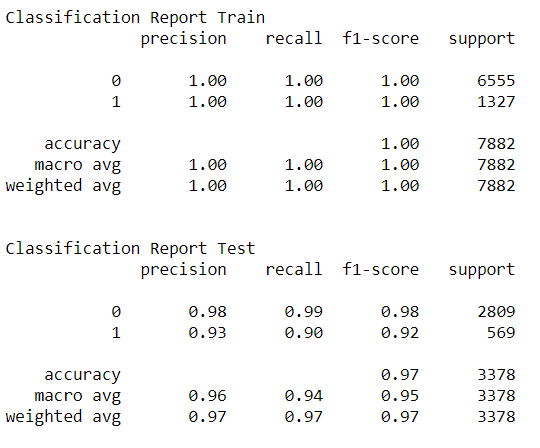 Classification Report Train
precision recall f1-score support
0 1.00 1.00 1.00 6555
1 1.00 1.00 1.00 1327
accuracy 1.00 7882
macro avg 1.00 1.00 1.00 7882
weighted avg 1.00 1.00 1.00 7882
Classification Report Test
precision recall f1-score support
0 0.98 0.99 0.98 2809
1 0.93 0.90 0.92 569
accuracy 0.97 3378
macro avg 0.96 0.94 0.95 3378
weighted avg 0.97 0.97 0.97 3378